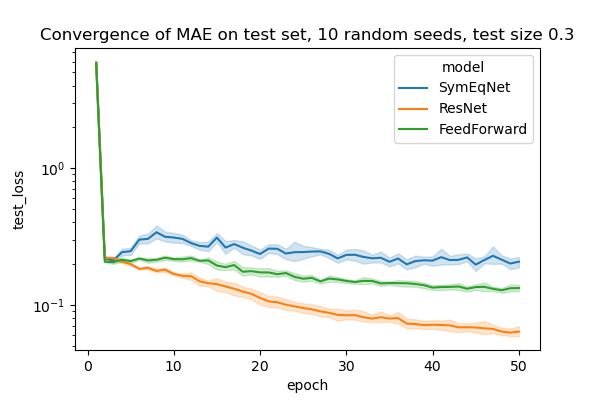 Convergence of MAE on test set, 10 random seeds, test size 0.3
model
SymEqNet
ResNet
FeedForward
test_loss
10⁰
10⁻¹
0 10 20 30 40 50
epoch